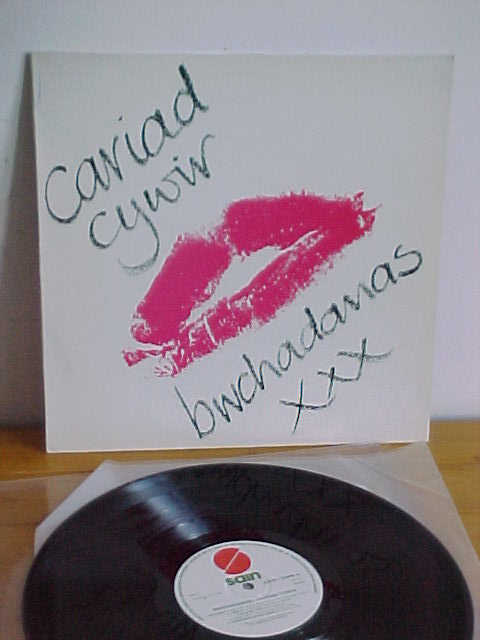 cariad
cywir
bwchadanas
xxx
sain